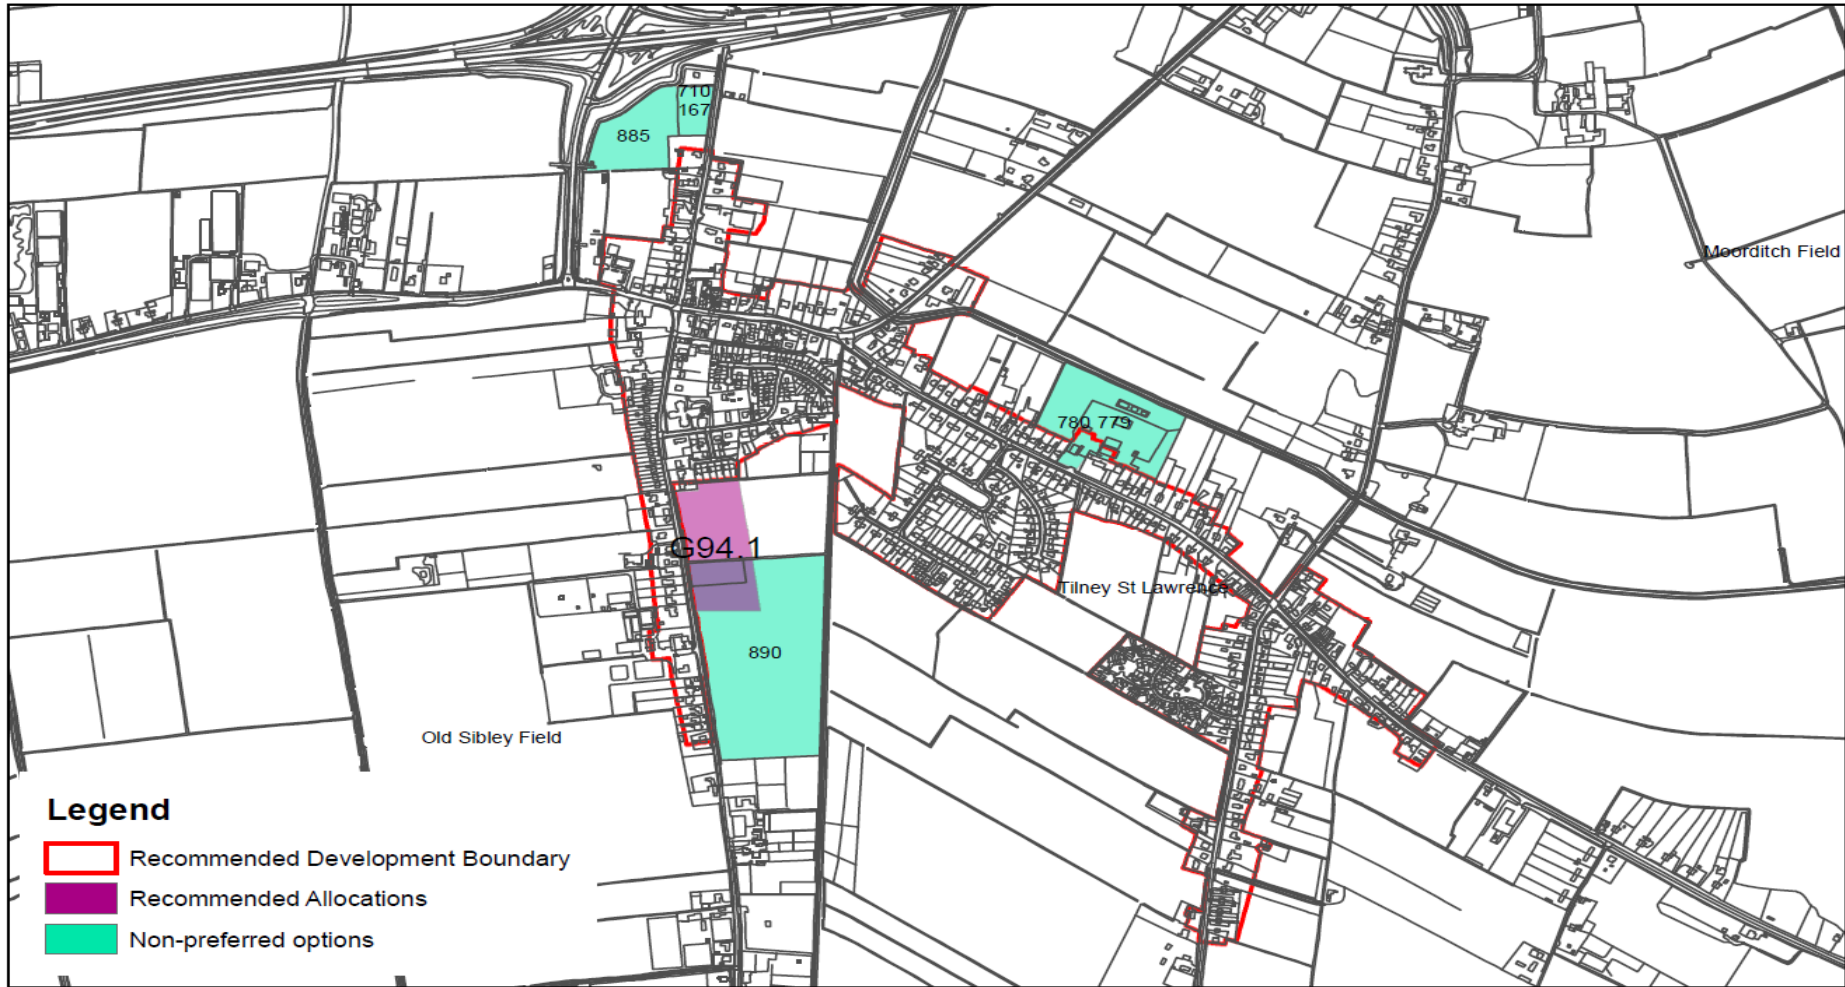 710
167
885
Moorditch Field
780 779
G94.1
Tilney St Lawrence
890
Old Sibley Field
Legend
Recommended Development Boundary
Recommended Allocations
Non-preferred options